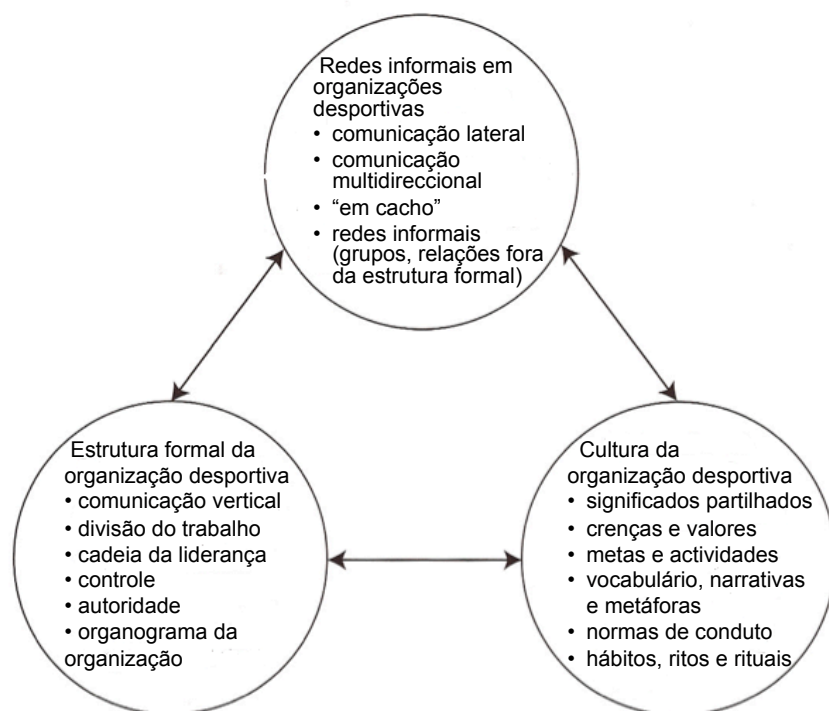 Redes informais em
organizações
desportivas
• comunicação lateral
• comunicação
multidireccional
• “em cacho”
• redes informais
(grupos, relações fora
da estrutura formal)
Estrutura formal da
organização desportiva
• comunicação vertical
• divisão do trabalho
• cadeia da liderança
• controle
• autoridade
• organograma da
organização
Cultura da
organização desportiva
• significados partilhados
• crenças e valores
• metas e actividades
• vocabulário, narrativas
e metáforas
• normas de conduto
• hábitos, ritos e rituais